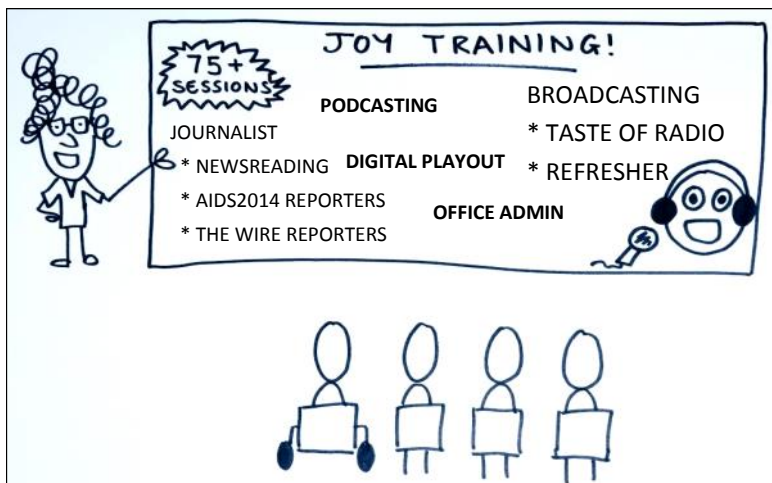 JOY TRAINING!
75+
SESSIONS
JOURNALIST
* NEWSREADING
* AIDS2014 REPORTERS
* THE WIRE REPORTERS
PODCASTING
DIGITAL PLAYOUT
OFFICE ADMIN
BROADCASTING
* TASTE OF RADIO
* REFRESHER